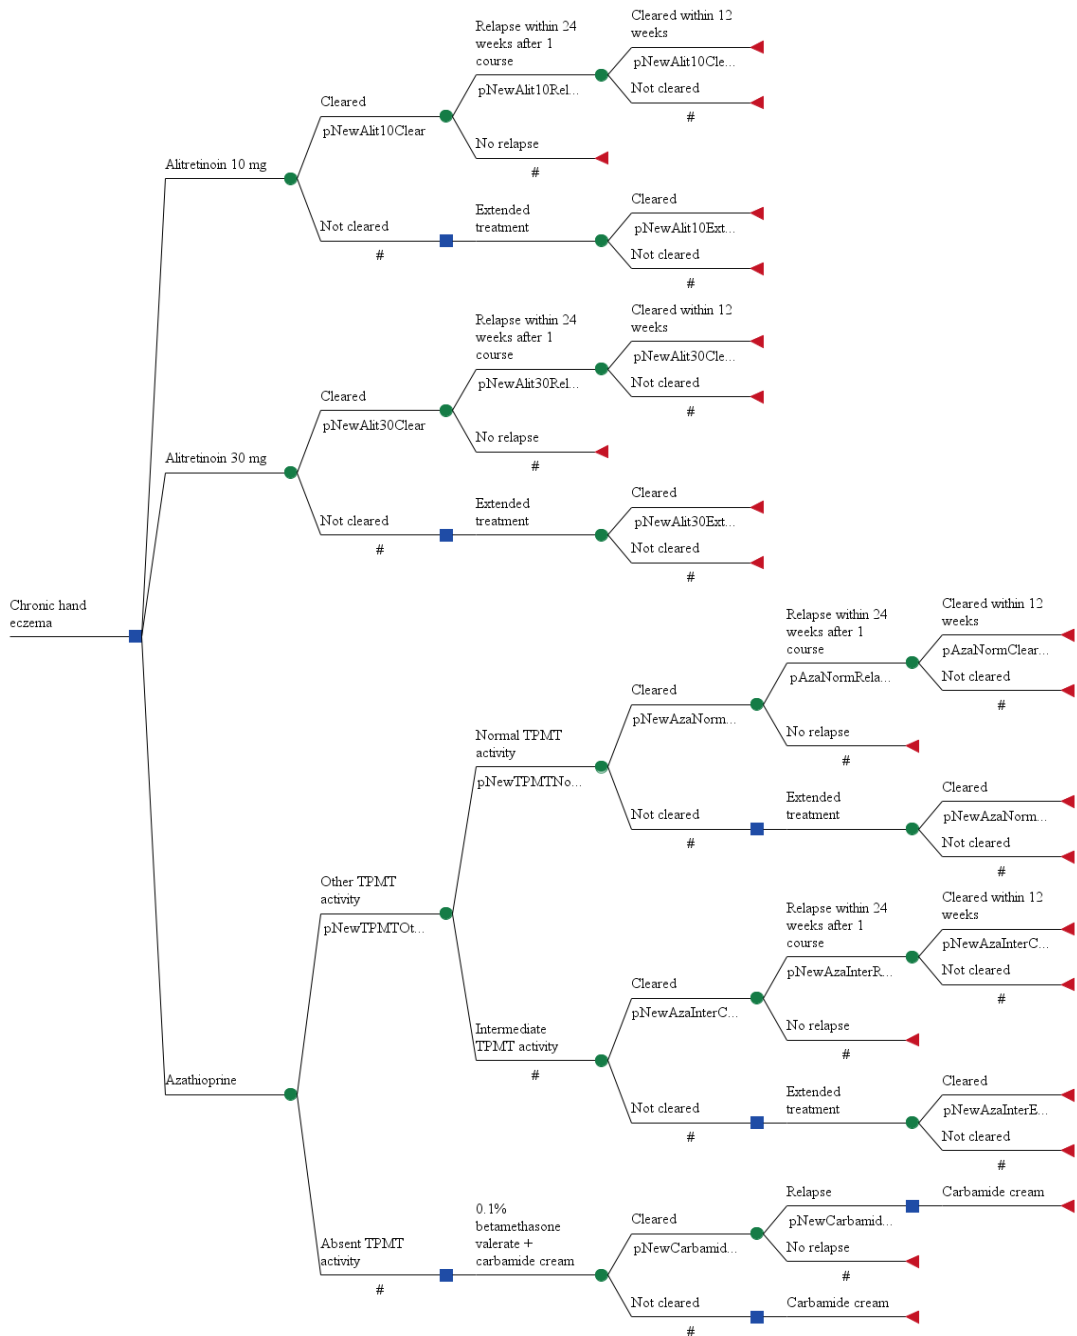 Relapse within 24
weeks after 1
course
pNewAlit10Rel...
Cleared within 12
weeks
pNewAlit10Cle...
Not cleared
#
Cleared
pNewAlit10Clear
No relapse
#
Alitretinoin 10 mg
Not cleared
#
Extended
treatment
Cleared
pNewAlit10Ext...
Not cleared
#
Relapse within 24
weeks after 1
course
pNewAlit30Rel...
Cleared within 12
weeks
pNewAlit30Cle...
Not cleared
#
Cleared
pNewAlit30Clear
No relapse
#
Alitretinoin 30 mg
Not cleared
#
Extended
treatment
Cleared
pNewAlit30Ext...
Not cleared
#
Chronic hand
eczema
Relapse within 24
weeks after 1
course
pAzaNormRela...
Cleared within 12
weeks
pAzaNormClear...
Not cleared
#
Cleared
pNewAzaNorm...
No relapse
#
Normal TPMT
activity
pNewTPMTNo...
Not cleared
#
Extended
treatment
Cleared
pNewAzaNorm...
Not cleared
#
Other TPMT
activity
pNewTPMTOt...
Relapse within 24
weeks after 1
course
pNewAzaInterR...
Cleared within 12
weeks
pNewAzaInterC...
Not cleared
#
Cleared
pNewAzaInterC...
No relapse
#
Intermediate
TPMT activity
#
Not cleared
#
Extended
treatment
Cleared
pNewAzaInterE...
Not cleared
#
Azathioprine
Absent TPMT
activity
#
0.1%
betamethasone
valerate +
carbamide cream
Cleared
pNewCarbamid...
Relapse
pNewCarbamid...
Carbamide cream
No relapse
#
Not cleared
#
Carbamide cream